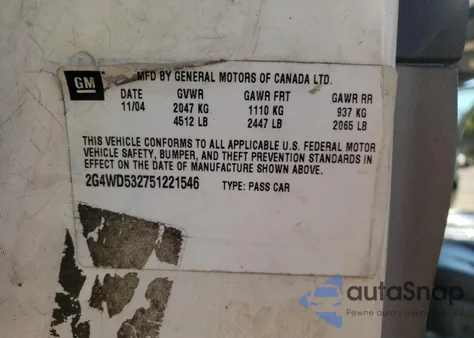 GM
MFD BY GENERAL MOTORS OF CANADA LTD.
DATE GVWR GAWR FRT GAWR RR
11/04 2047 KG 1110 KG 937 KG
4512 LB 2447 LB 2065 LB
THIS VEHICLE CONFORMS TO ALL APPLICABLE U.S. FEDERAL MOTOR
VEHICLE SAFETY, BUMPER, AND THEFT PREVENTION STANDARDS IN
EFFECT ON THE DATE OF MANUFACTURE SHOWN ABOVE.
2G4WD532751221546 TYPE: PASS CAR
autoSnap
Pewne auta z